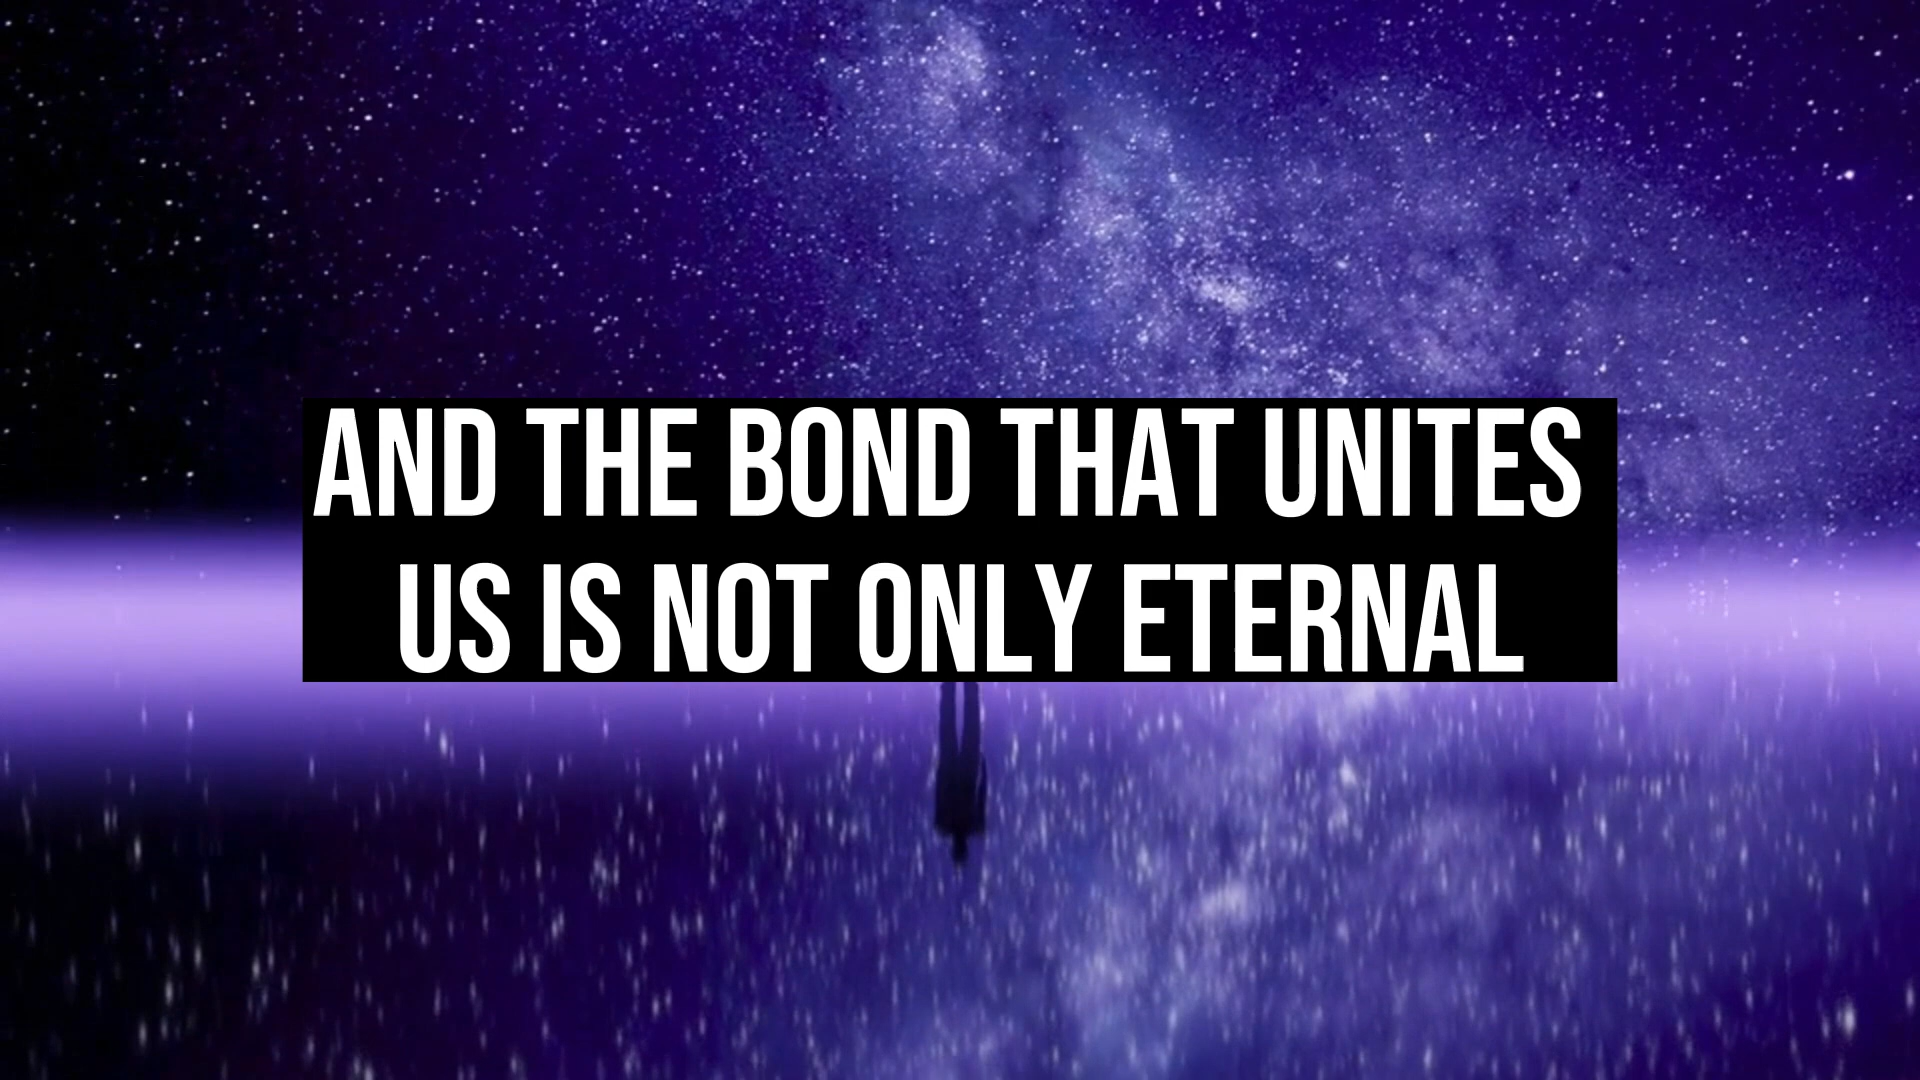 AND THE BOND THAT UNITES
US IS NOT ONLY ETERNAL